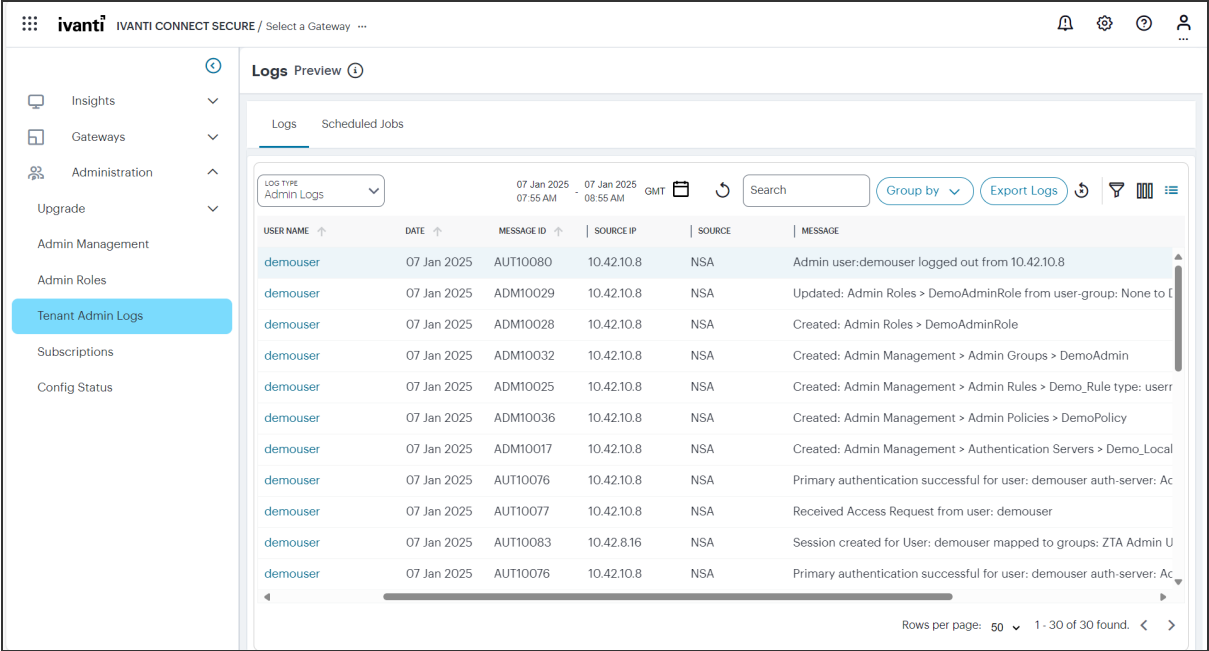 ivanti IVANTI CONNECT SECURE / Select a Gateway ...
Logs Preview
Insights
Gateways
Administration
Upgrade
Admin Management
Admin Roles
Tenant Admin Logs
Subscriptions
Config Status
Logs Scheduled Jobs
LOG TYPE
Admin Logs
07 Jan 2025 - 07 Jan 2025 GMT
07:55 AM 08:55 AM
Search
Group by
Export Logs
USER NAME DATE MESSAGE ID SOURCE IP SOURCE MESSAGE
demouser 07 Jan 2025 AUT10080 10.42.10.8 NSA Admin user:demouser logged out from 10.42.10.8
demouser 07 Jan 2025 ADM10029 10.42.10.8 NSA Updated: Admin Roles > DemoAdminRole from user-group: None to
demouser 07 Jan 2025 ADM10028 10.42.10.8 NSA Created: Admin Roles > DemoAdminRole
demouser 07 Jan 2025 ADM10032 10.42.10.8 NSA Created: Admin Management > Admin Groups > DemoAdmin
demouser 07 Jan 2025 ADM10025 10.42.10.8 NSA Created: Admin Management > Admin Rules > Demo_Rule type:
demouser 07 Jan 2025 ADM10036 10.42.10.8 NSA Created: Admin Management > Admin Policies > DemoPolicy
demouser 07 Jan 2025 ADM10017 10.42.10.8 NSA Created: Admin Management > Authentication Servers > Demo_Local
demouser 07 Jan 2025 AUT10076 10.42.10.8 NSA Primary authentication successful for user: demouser auth-server:
demouser 07 Jan 2025 AUT10077 10.42.10.8 NSA Received Access Request from user: demouser
demouser 07 Jan 2025 AUT10083 10.42.8.16 NSA Session created for User: demouser mapped to groups: ZTA Admin U
demouser 07 Jan 2025 AUT10076 10.42.10.8 NSA Primary authentication successful for user: demouser auth-server:
Rows per page: 50 1 - 30 of 30 found.